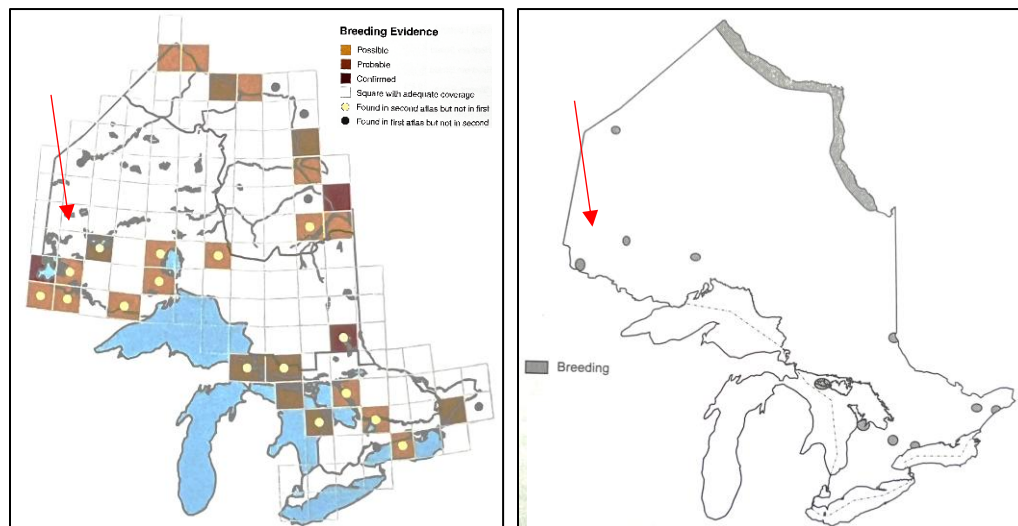 Breeding Evidence
Possible
Probable
Confirmed
Square with adequate coverage
Found in second atlas but not in first
Found in first atlas but not in second
4
Breeding